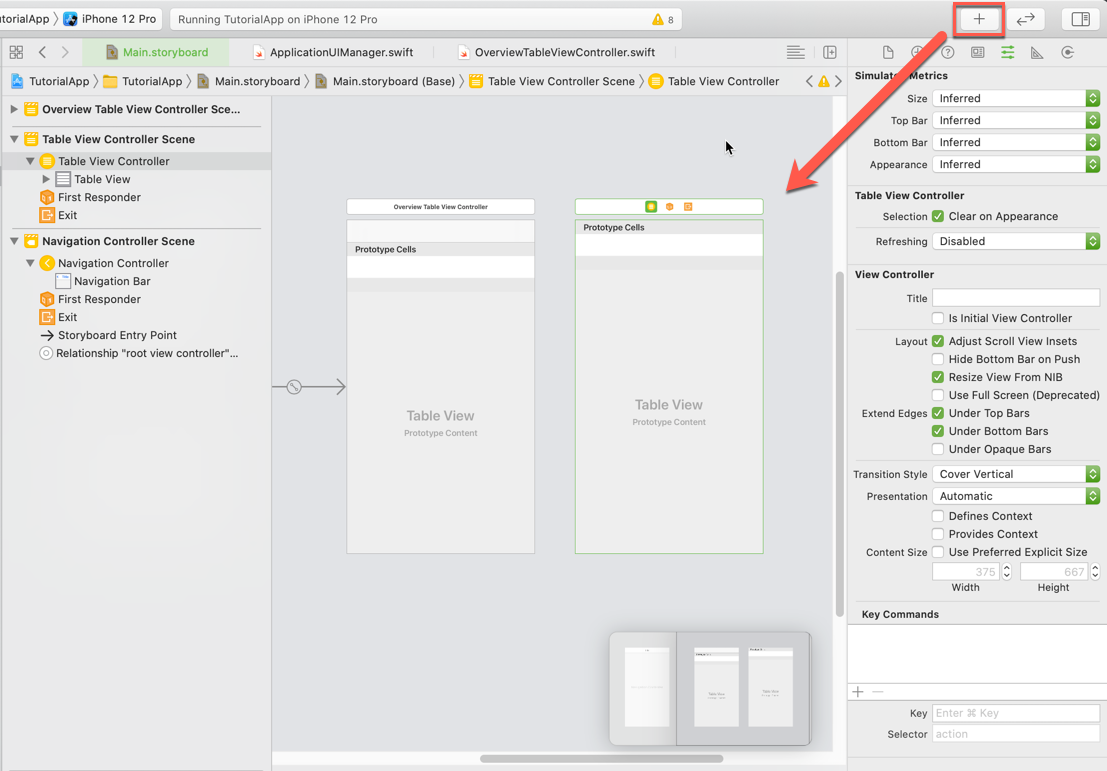 utorialApp 〉 iPhone 12 Pro
Running TutorialApp on iPhone 12 Pro
8
Main.storyboard
ApplicationUIManager.swift
OverviewTableViewController.swift
TutorialApp 〉 TutorialApp 〉 Main.storyboard 〉 Main.storyboard (Base) 〉 Table View Controller Scene 〉 Table View Controller
Overview Table View Controller Sce...
Table View Controller Scene
Table View Controller
Table View
First Responder
Exit
Navigation Controller Scene
Navigation Controller
Navigation Bar
First Responder
Exit
Storyboard Entry Point
Relationship "root view controller"...
Overview Table View Controller
Prototype Cells
Table View
Prototype Content
Prototype Cells
Table View
Prototype Content
Metrics
Size Inferred
Top Bar Inferred
Bottom Bar Inferred
Appearance Inferred
Table View Controller
Selection Clear on Appearance
Refreshing Disabled
View Controller
Title
Is Initial View Controller
Layout Adjust Scroll View Insets
Hide Bottom Bar on Push
Resize View From NIB
Use Full Screen (Deprecated)
Extend Edges Under Top Bars
Under Bottom Bars
Under Opaque Bars
Transition Style Cover Vertical
Presentation Automatic
Defines Context
Provides Context
Content Size Use Preferred Explicit Size
375 667
Width Height
Key Commands
Key Enter ⌘ Key
Selector action